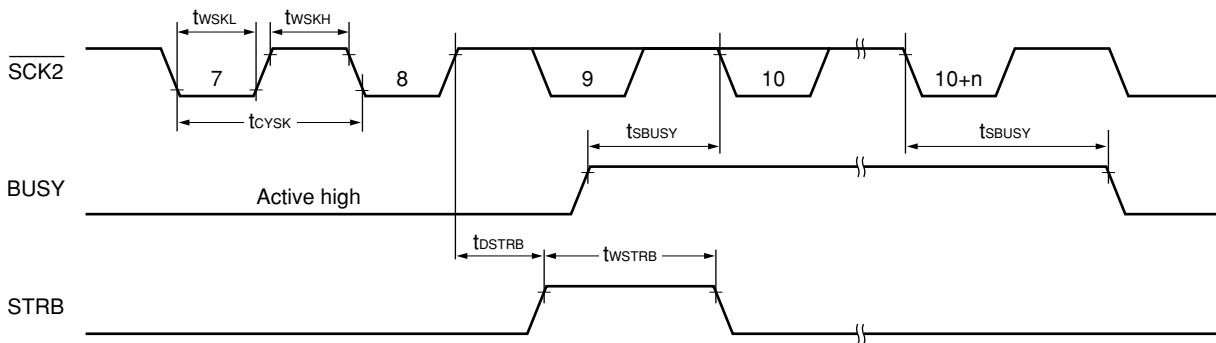 tWSKL tWSKH
SCK2 7 8 9 10 10+n
tCYSK
tSBUSY tSBUSY
BUSY
Active high
tDSTRB tWSTRB
STRB